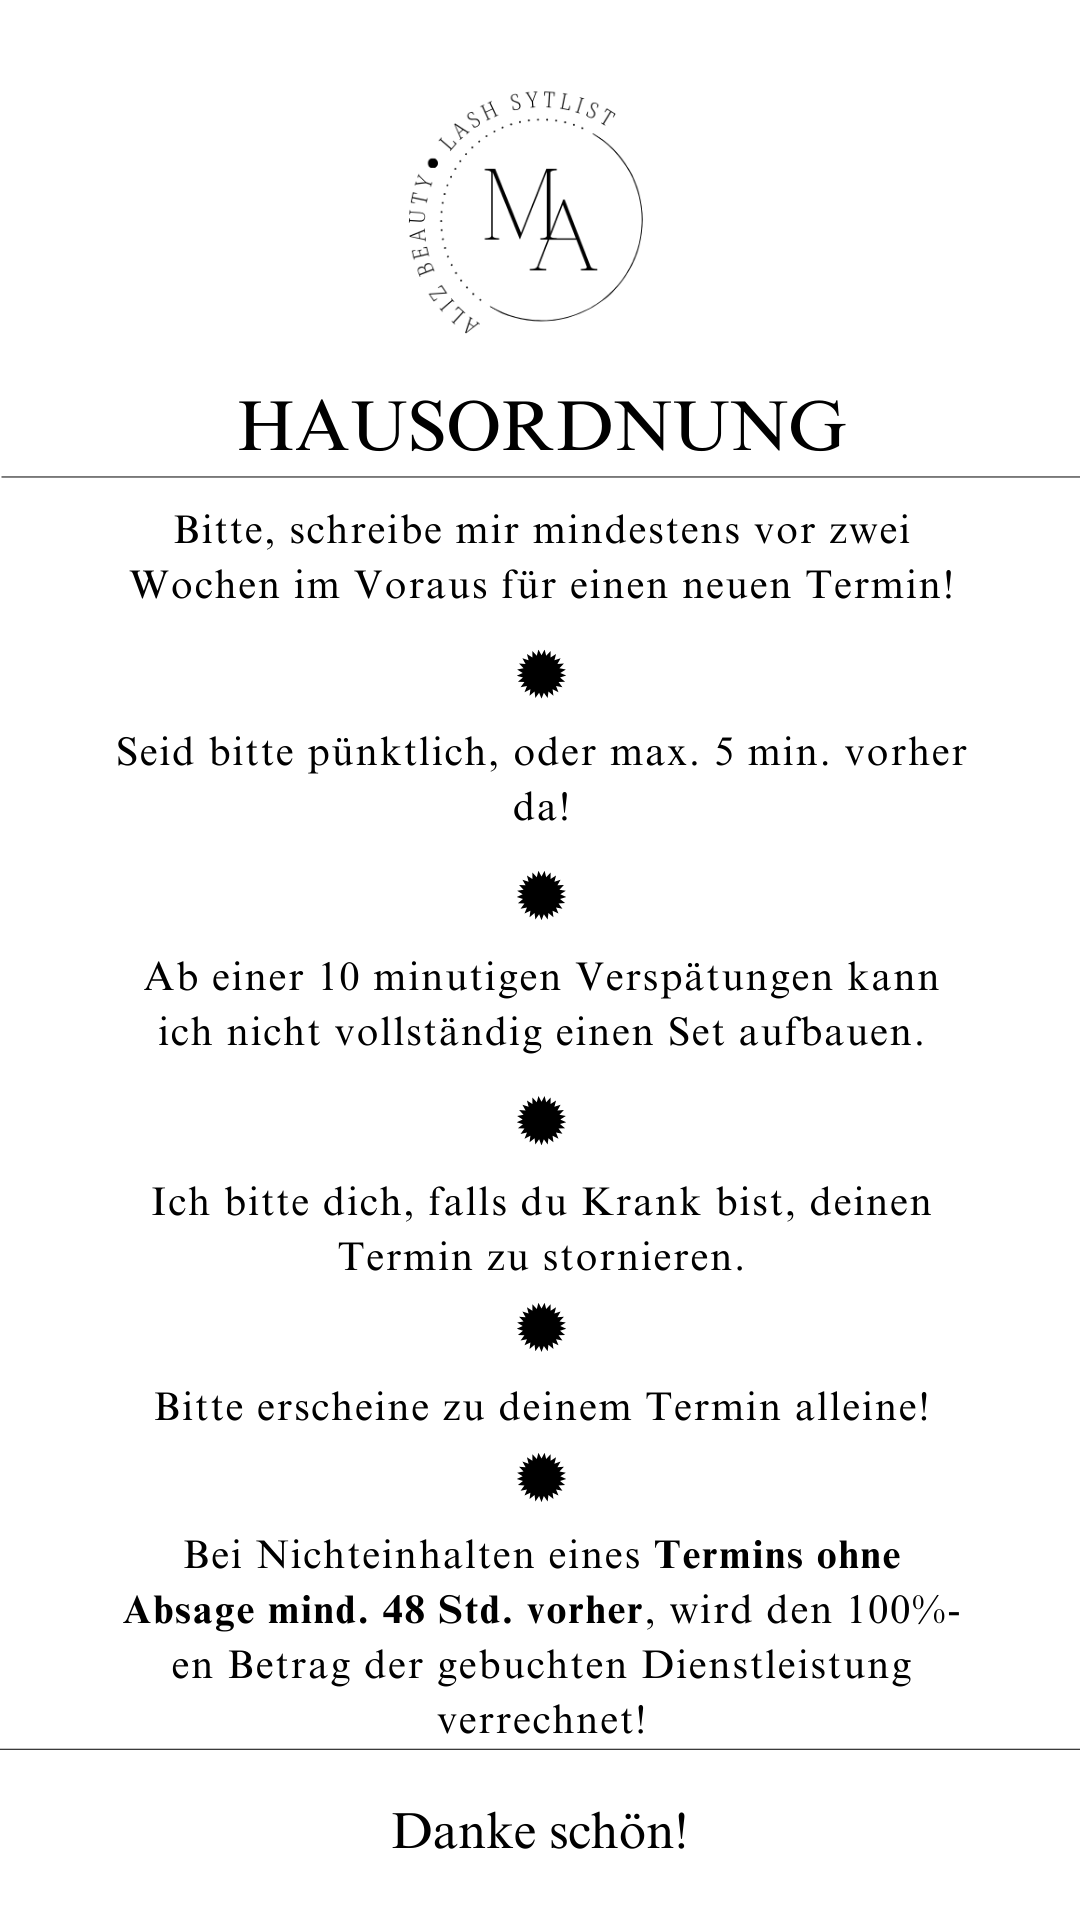 ALIZ BEAUTY • LASH SYTLIST
MA
HAUSORDNUNG
Bitte, schreibe mir mindestens vor zwei
Wochen im Voraus für einen neuen Termin!
Seid bitte pünktlich, oder max. 5 min. vorher
da!
Ab einer 10 minutigen Verspätungen kann
ich nicht vollständig einen Set aufbauen.
Ich bitte dich, falls du Krank bist, deinen
Termin zu stornieren.
Bitte erscheine zu deinem Termin alleine!
Bei Nichteinhalten eines Termins ohne
Absage mind. 48 Std. vorher, wird den 100%-
en Betrag der gebuchten Dienstleistung
verrechnet!
Danke schön!